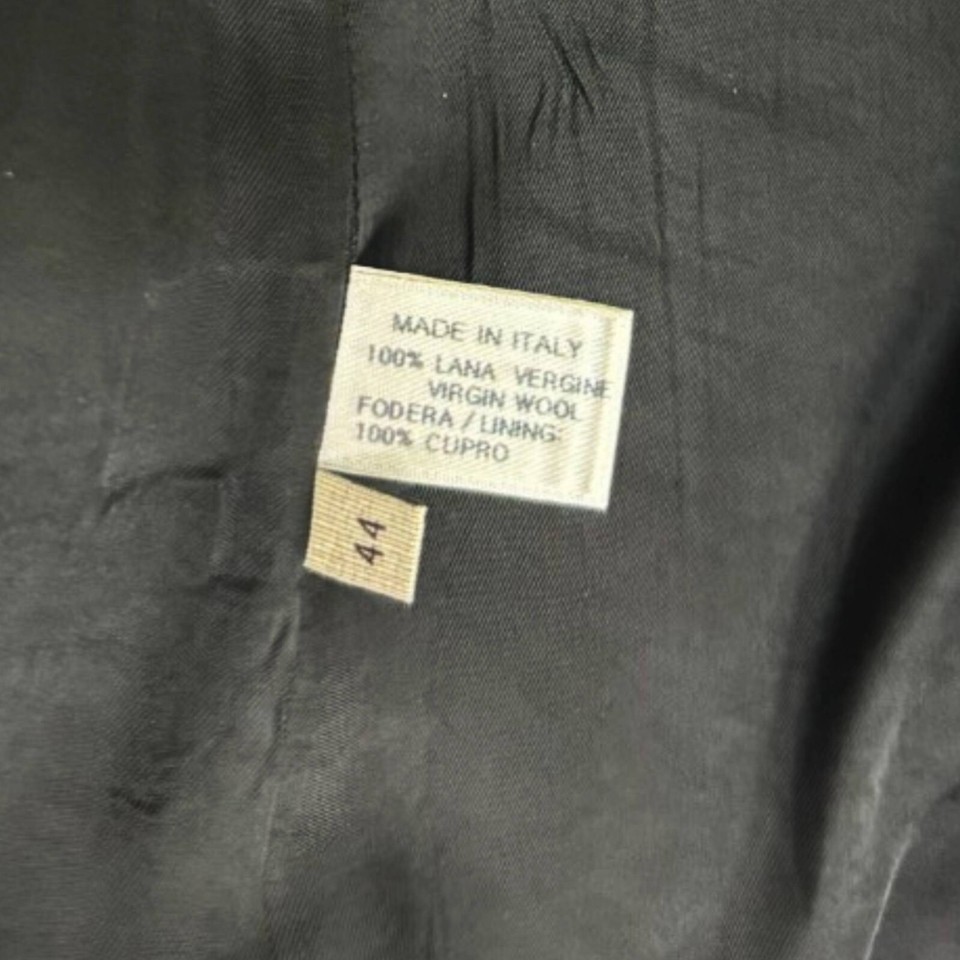 MADE IN ITALY
100% LANA VERGINE
VIRGIN WOOL
FODERA / LINING:
100% CUPRO
44